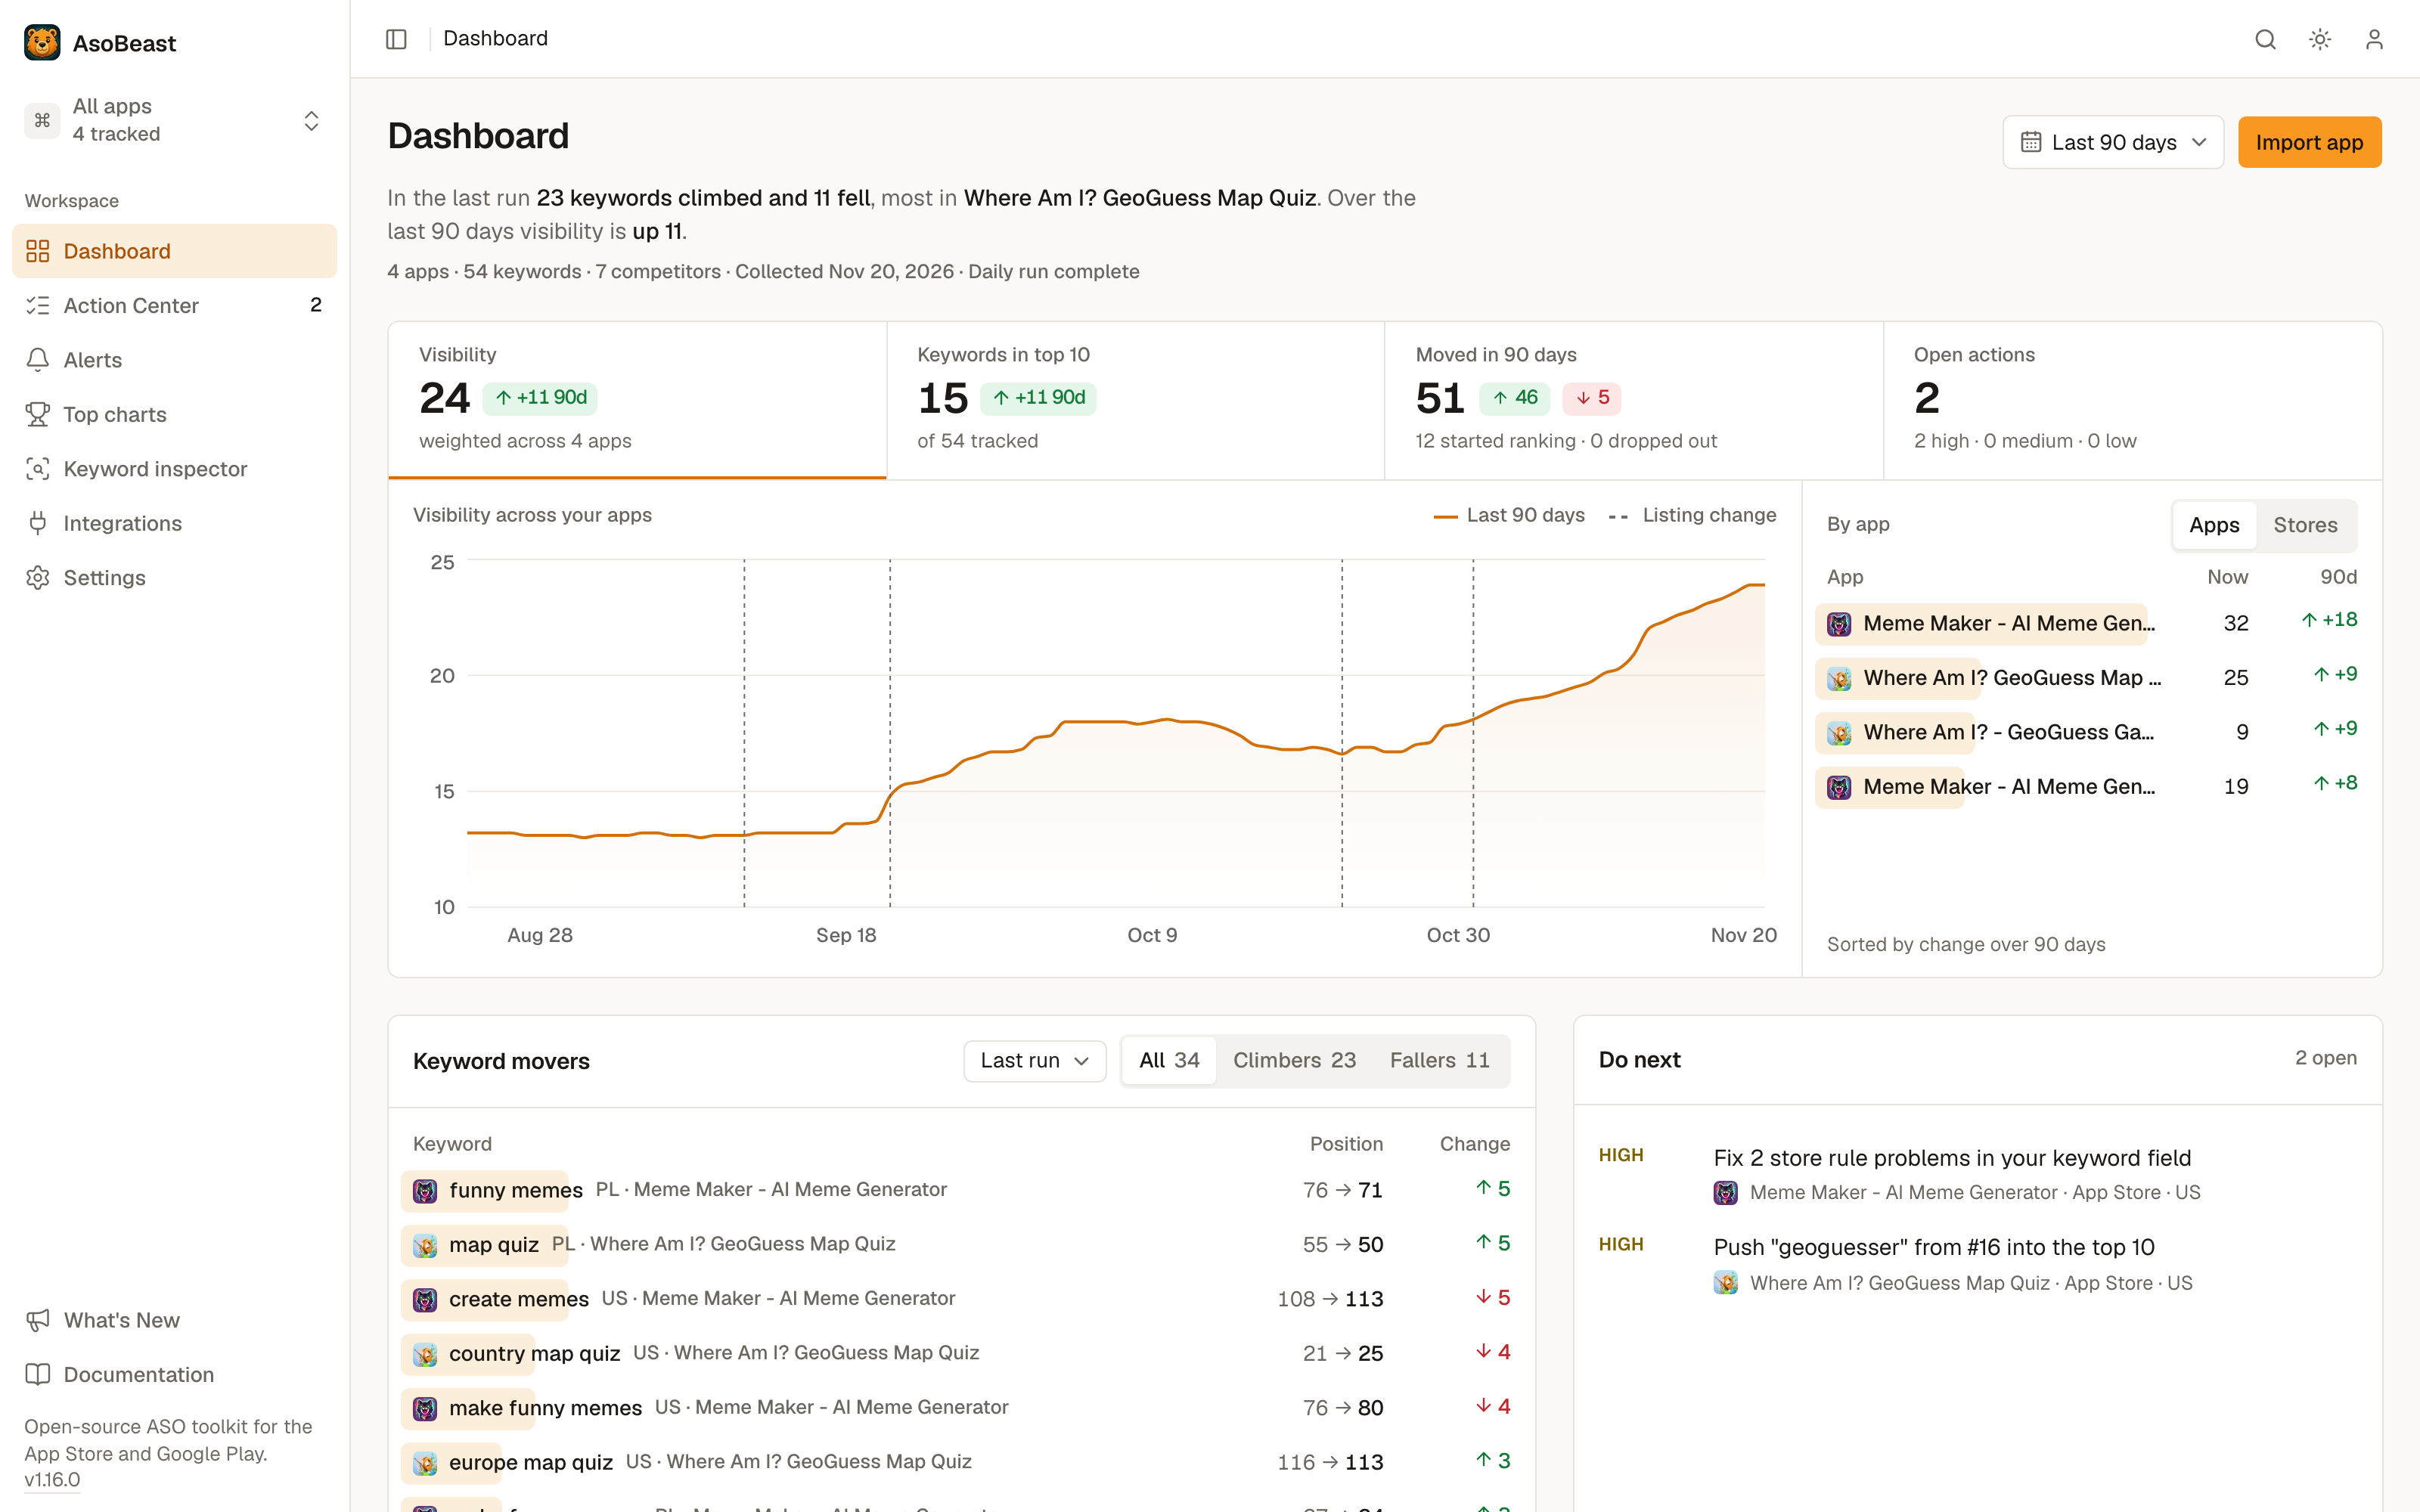 AsoBeast
All apps
4 tracked
Workspace
Dashboard
Action Center 2
Alerts
Top charts
Keyword inspector
Integrations
Settings
What's New
Documentation
Open-source ASO toolkit for the
App Store and Google Play.
v1.16.0
Dashboard
Dashboard
Last 90 days
Import app
In the last run 23 keywords climbed and 11 fell, most in Where Am I? GeoGuess Map Quiz. Over the
last 90 days visibility is up 11.
4 apps · 54 keywords · 7 competitors · Collected Nov 20, 2026 · Daily run complete
Visibility
24 ↑ +11 90d
weighted across 4 apps
Keywords in top 10
15 ↑ +11 90d
of 54 tracked
Moved in 90 days
51 ↑ 46 ↓ 5
12 started ranking · 0 dropped out
Open actions
2
2 high · 0 medium · 0 low
Visibility across your apps
Last 90 days
Listing change
25
20
15
10
Aug 28
Sep 18
Oct 9
Oct 30
Nov 20
By app
Apps Stores
App Now 90d
Meme Maker - AI Meme Gen... 32 ↑ +18
Where Am I? GeoGuess Map ... 25 ↑ +9
Where Am I? - GeoGuess Ga... 9 ↑ +9
Meme Maker - AI Meme Gen... 19 ↑ +8
Sorted by change over 90 days
Keyword movers
Last run
All 34 Climbers 23 Fallers 11
Keyword Position Change
funny memes PL · Meme Maker - AI Meme Generator 76 → 71 ↑ 5
map quiz PL · Where Am I? GeoGuess Map Quiz 55 → 50 ↑ 5
create memes US · Meme Maker - AI Meme Generator 108 → 113 ↓ 5
country map quiz US · Where Am I? GeoGuess Map Quiz 21 → 25 ↓ 4
make funny memes US · Meme Maker - AI Meme Generator 76 → 80 ↓ 4
europe map quiz US · Where Am I? GeoGuess Map Quiz 116 → 113 ↑ 3
Do next
2 open
HIGH Fix 2 store rule problems in your keyword field
Meme Maker - AI Meme Generator · App Store · US
HIGH Push "geoguesser" from #16 into the top 10
Where Am I? GeoGuess Map Quiz · App Store · US